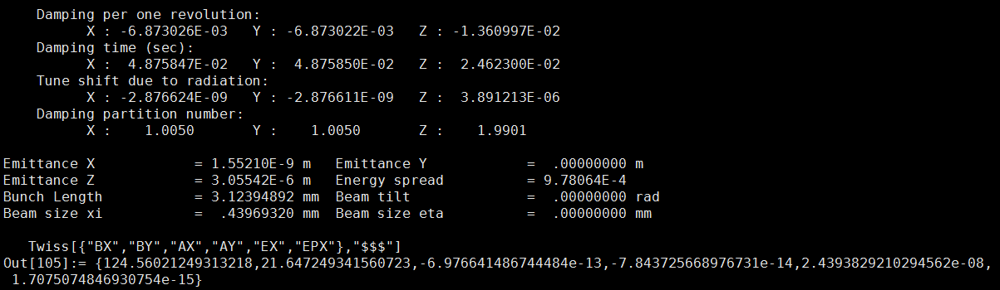 Damping per one revolution:
X : -6.873026E-03 Y : -6.873022E-03 Z : -1.360997E-02
Damping time (sec):
X : 4.875847E-02 Y : 4.875850E-02 Z : 2.462300E-02
Tune shift due to radiation:
X : -2.876624E-09 Y : -2.876611E-09 Z : 3.891213E-06
Damping partition number:
X : 1.0050 Y : 1.0050 Z : 1.9901
Emittance X = 1.55210E-9 m Emittance Y = .00000000 m
Emittance Z = 3.05542E-6 m Energy spread = 9.78064E-4
Bunch Length = 3.12394892 mm Beam tilt = .00000000 rad
Beam size xi = .43969320 mm Beam size eta = .00000000 mm
Twiss[{"BX","BY","AX","AY","EX","EPX"},"$$$"]
Out[105]:= {124.56021249313218,21.647249341560723,-6.976641486744484e-13,-7.843725668976731e-14,2.4393829210294562e-08,
1.7075074846930754e-15}